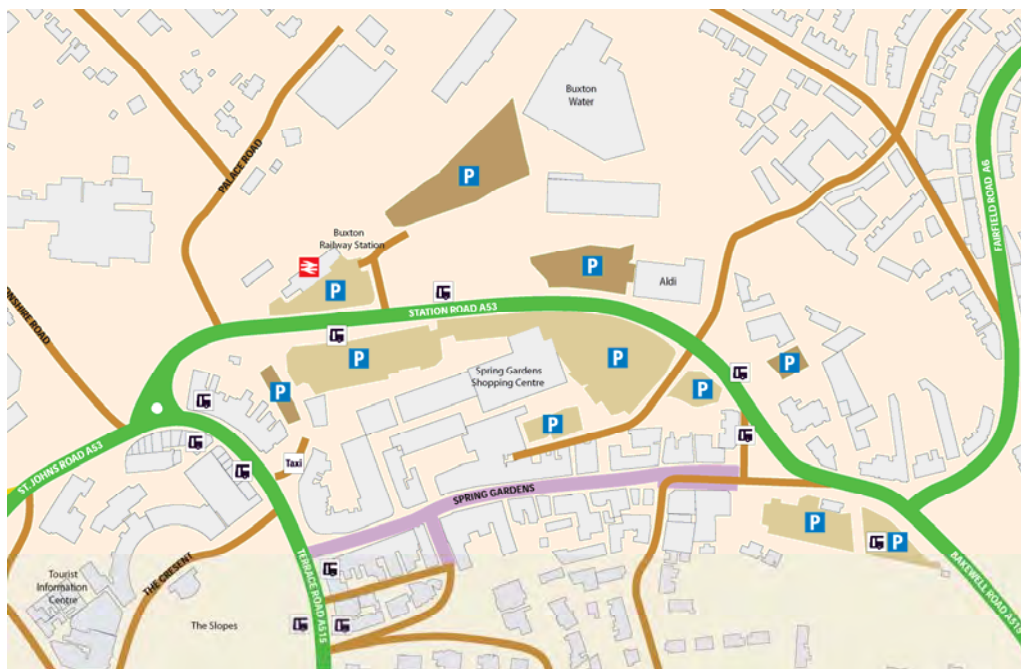 Buxton
Water
PALACE ROAD
P
FAIRFIELD ROAD A6
Buxton
Railway Station
P
Aldi
P
STATION ROAD A53
ONSHIRE ROAD
P
P
Spring Gardens
Shopping Centre
P
P
P
P
ST. JOHNS ROAD A53
Taxi
SPRING GARDENS
P
P
TERRACE ROAD A515
THE CRESENT
BAKEWELL ROAD A515
Tourist
Information
Centre
The Slopes